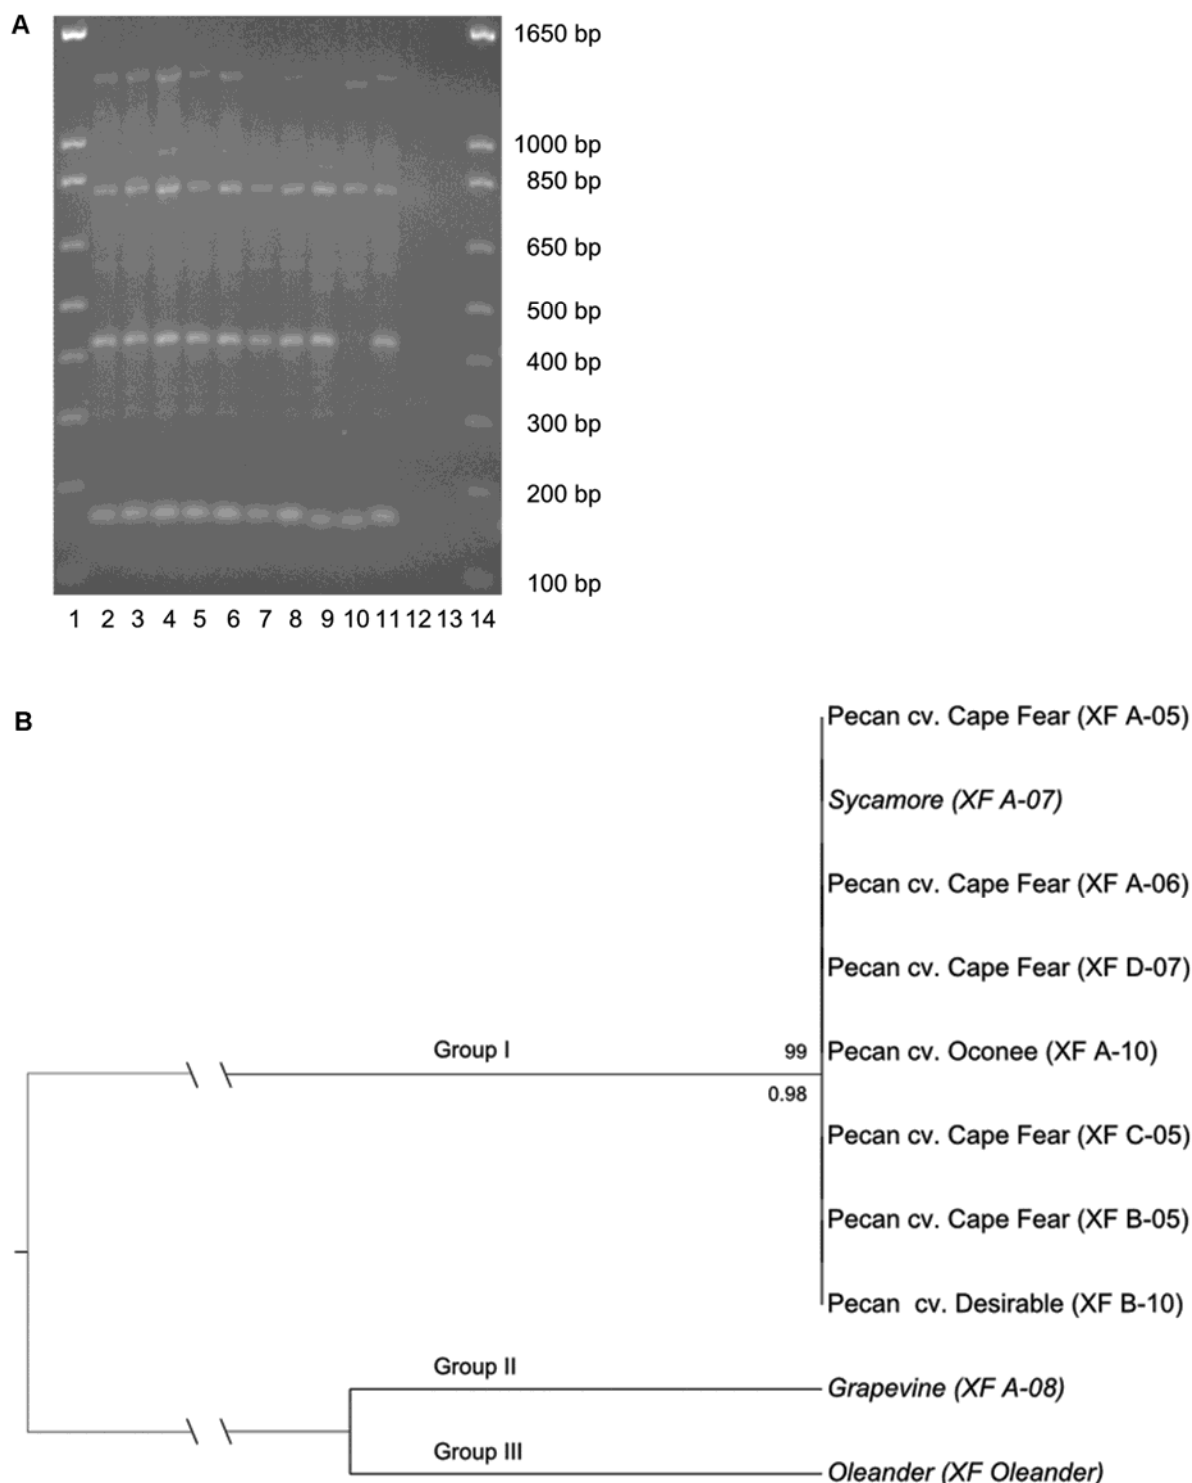 A
1650 bp
1000 bp
850 bp
650 bp
500 bp
400 bp
300 bp
200 bp
100 bp
1 2 3 4 5 6 7 8 9 10 11 12 13 14
B
Pecan cv. Cape Fear (XF A-05)
Sycamore (XF A-07)
Pecan cv. Cape Fear (XF A-06)
Pecan cv. Cape Fear (XF D-07)
Group I
99
Pecan cv. Oconee (XF A-10)
0.98
Pecan cv. Cape Fear (XF C-05)
Pecan cv. Cape Fear (XF B-05)
Pecan cv. Desirable (XF B-10)
Group II
Grapevine (XF A-08)
Group III
Oleander (XF Oleander)